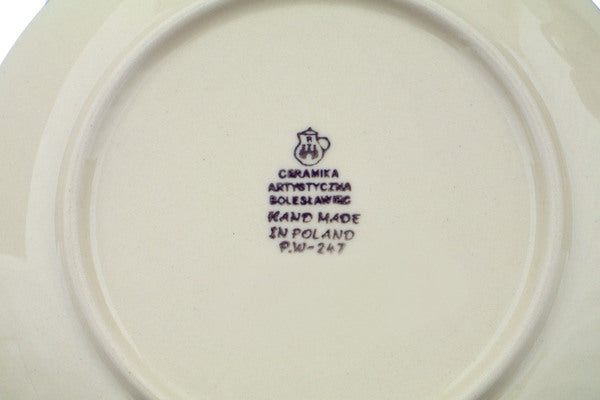 R
CERAMIKA
ARTYSTYCZNA
BOLESŁAWIEC
HAND MADE
IN POLAND
P.W-247